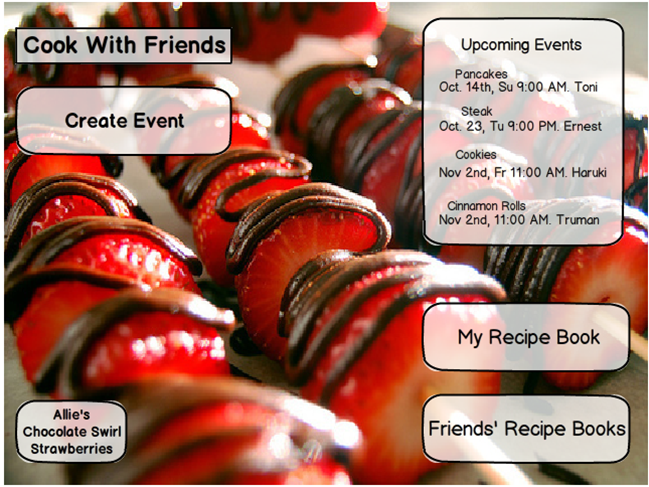 Cook With Friends
Create Event
Upcoming Events
Pancakes
Oct. 14th, Su 9:00 AM. Toni
Steak
Oct. 23, Tu 9:00 PM. Ernest
Cookies
Nov 2nd, Fr 11:00 AM. Haruki
Cinnamon Rolls
Nov 2nd, 11:00 AM. Truman
My Recipe Book
Friends' Recipe Books
Allie's
Chocolate Swirl
Strawberries